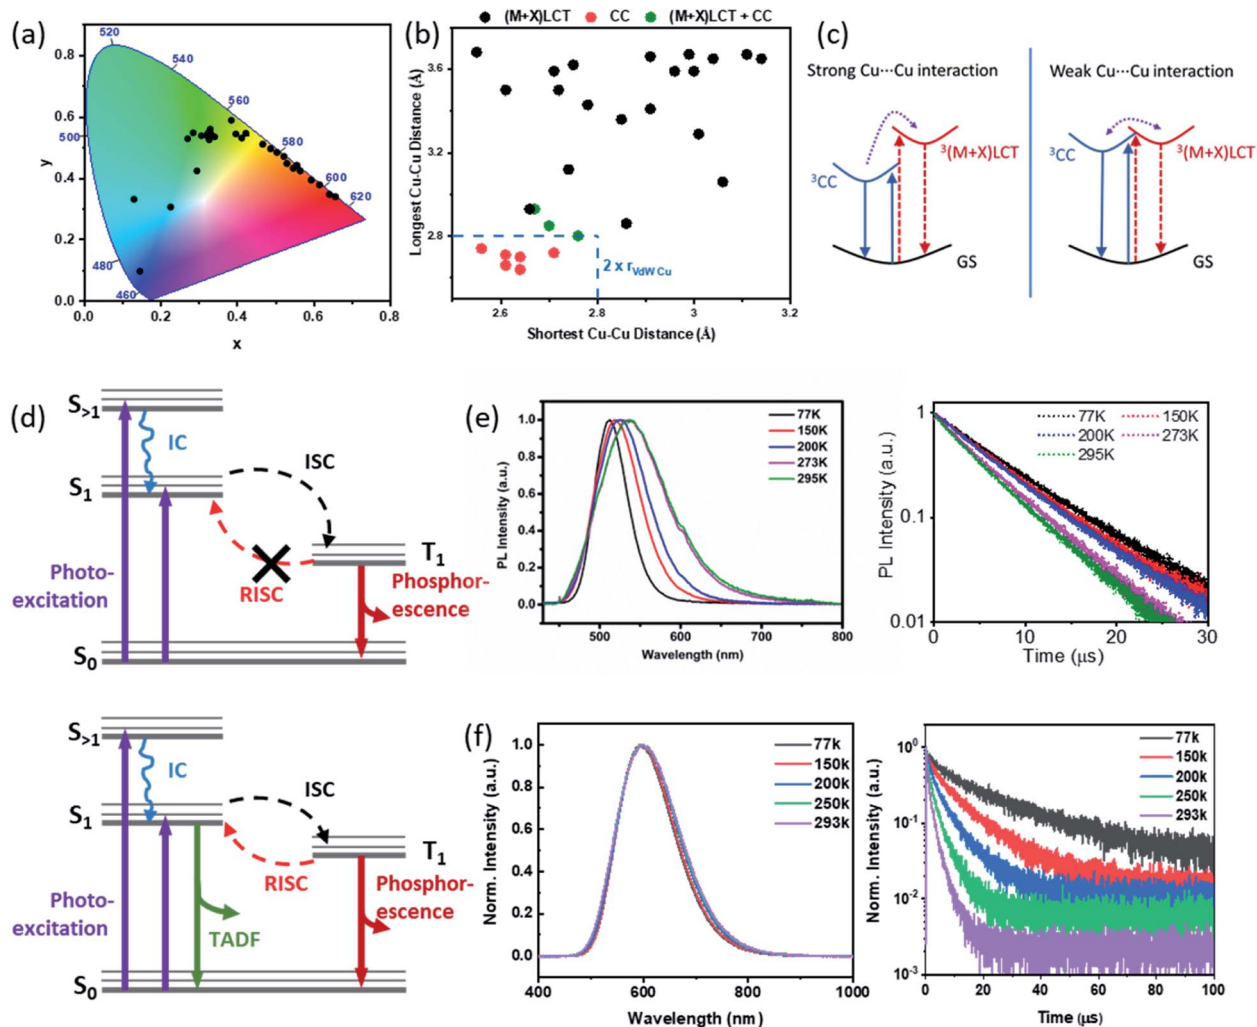 (a)
520
540
560
580
600
620
500
480
460
0.8
0.6
0.4
0.2
0.0
y
0.0 0.2 0.4 0.6 0.8
x
(b)
(M+X)LCT CC (M+X)LCT + CC
Longest Cu-Cu Distance (Å)
3.6
3.2
2.8
2 x rVdW Cu
2.6 2.8 3 3.2
Shortest Cu-Cu Distance (Å)
(c)
Strong Cu···Cu interaction
Weak Cu···Cu interaction
3(M+X)LCT
3CC
GS
3CC
3(M+X)LCT
GS
(d)
S>1
IC
ISC
S1
T1
RISC
Photo-
excitation
Phosphor-
escence
S0
S>1
IC
ISC
S1
T1
RISC
Photo-
excitation
Phosphor-
escence
TADF
S0
(e)
PL Intensity (a.u.)
1.0
0.8
0.6
0.4
0.2
0.0
77K
150K
200K
273K
295K
500 600 700 800
Wavelength (nm)
PL Intensity (a.u.)
1
0.1
0.01
77K 150K
200K 273K
295K
0 10 20 30
Time (μs)
(f)
Norm. Intensity (a.u.)
1.0
0.8
0.6
0.4
0.2
0.0
77k
150k
200k
250k
293k
400 500 600 700 800 900 1000
Wavelength (nm)
Norm. Intensity (a.u.)
10⁰
10⁻¹
10⁻²
10⁻³
77k
150k
200k
250k
293k
0 20 40 60 80 100
Time (μs)